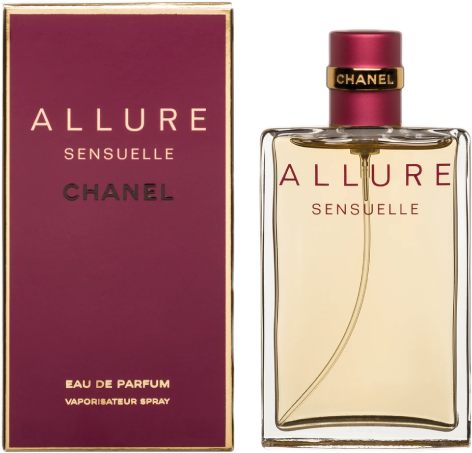 ALLURE
SENSUELLE
CHANEL
EAU DE PARFUM
VAPORISATEUR SPRAY
CHANEL
ALLURE
SENSUELLE